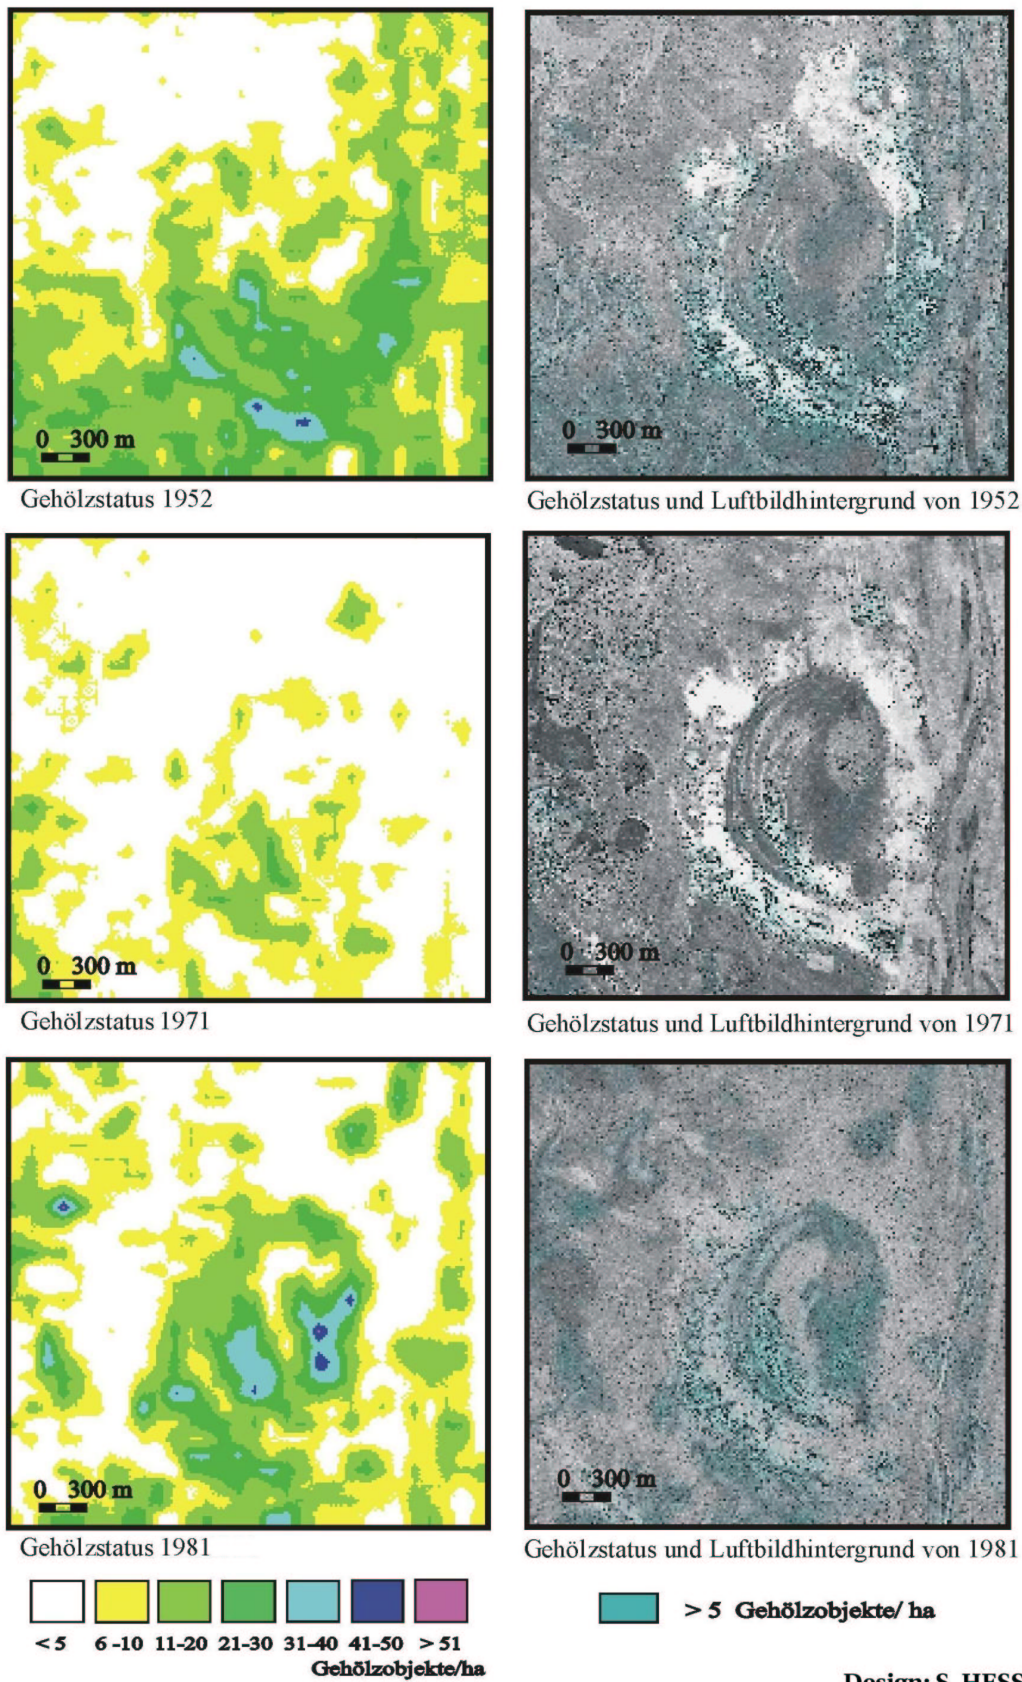 0 300 m
0 300 m
Gehölzstatus 1952
Gehölzstatus und Luftbildhintergrund von 1952
0 300 m
0 300 m
Gehölzstatus 1971
Gehölzstatus und Luftbildhintergrund von 1971
0 300 m
0 300 m
Gehölzstatus 1981
Gehölzstatus und Luftbildhintergrund von 1981
< 5 6 -10 11-20 21-30 31-40 41-50 > 51
Gehölzobjekte/ha
> 5 Gehölzobjekte/ ha
Design: S. HESS